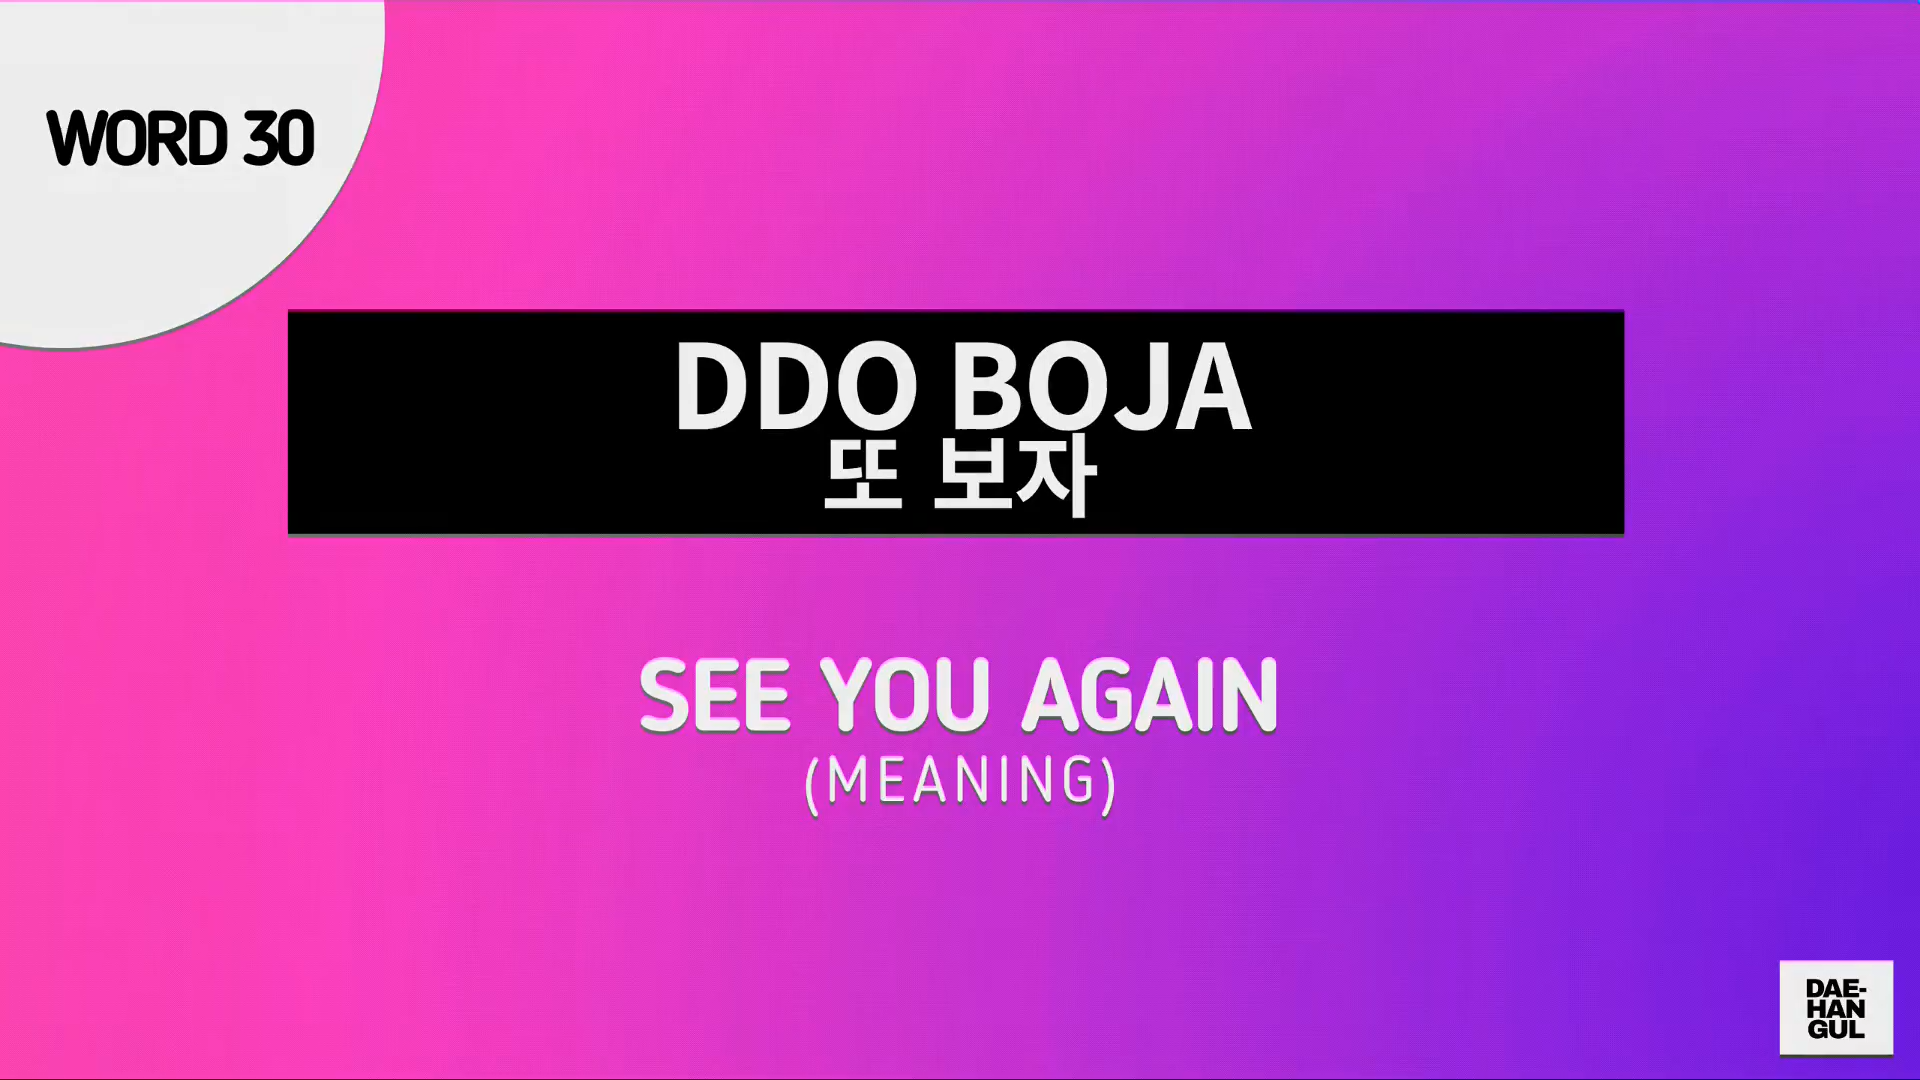 WORD 30
DDO BOJA
또 보자
SEE YOU AGAIN
(MEANING)
DAE-
HAN
GUL